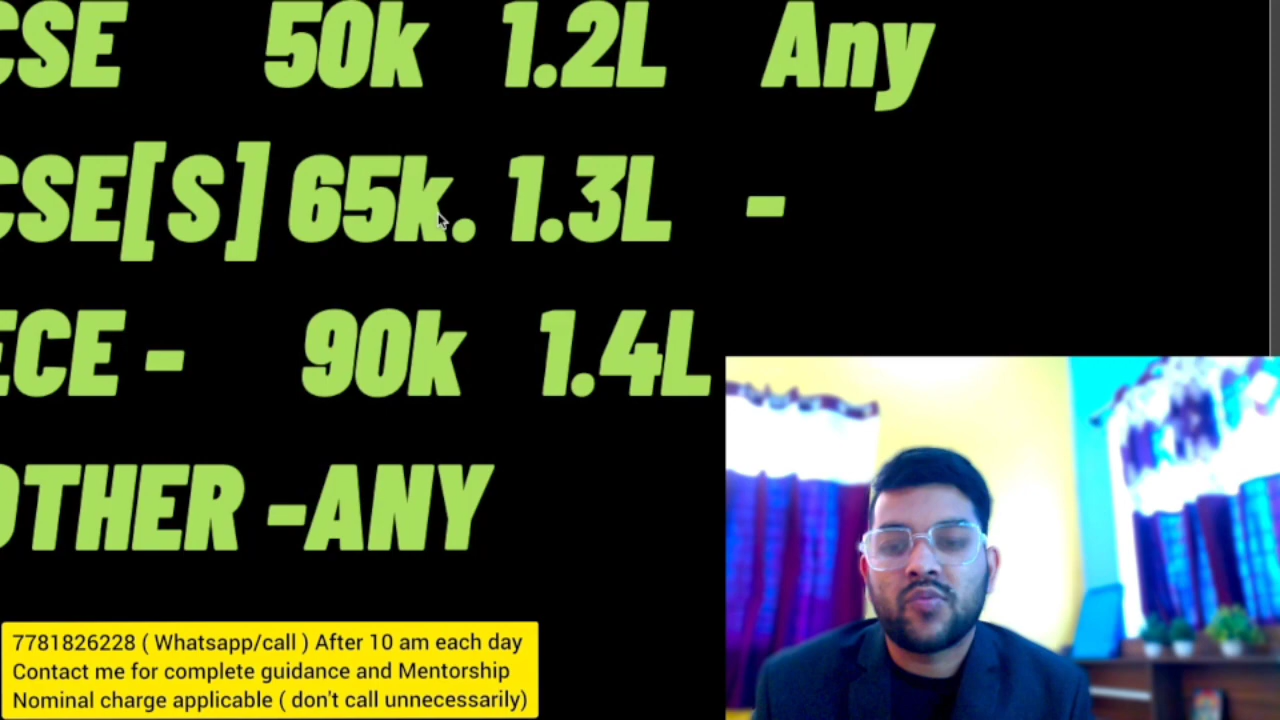 CSE 50k 1.2L Any
CSE[S] 65k. 1.3L -
ECE - 90k 1.4L
OTHER -ANY
7781826228 ( Whatsapp/call ) After 10 am each day
Contact me for complete guidance and Mentorship
Nominal charge applicable ( don't call unnecessarily)